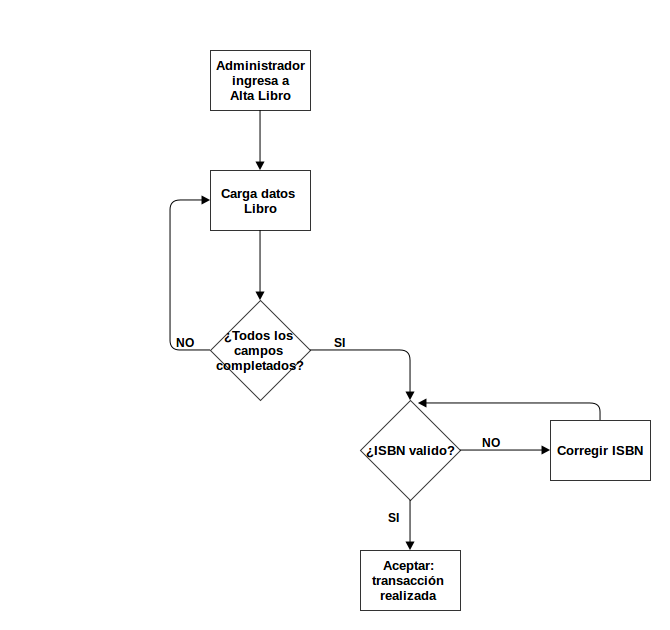 Administrador
ingresa a
Alta Libro
Carga datos
Libro
¿Todos los
campos
completados?
NO
SI
¿ISBN valido?
NO
Corregir ISBN
SI
Aceptar:
transacción
realizada